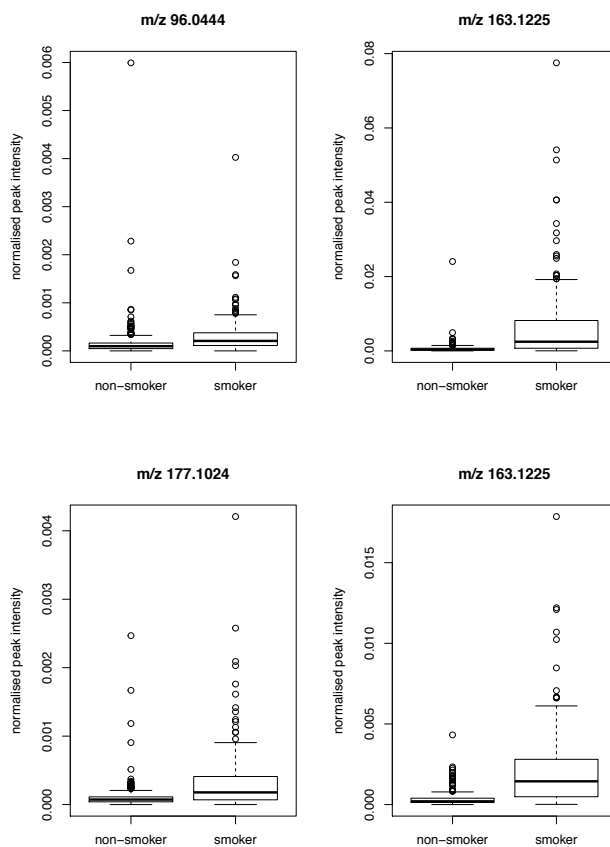 m/z 96.0444
normalised peak intensity
0.006
0.005
0.004
0.003
0.002
0.001
0.000
non−smoker smoker
m/z 163.1225
normalised peak intensity
0.08
0.06
0.04
0.02
0.00
non−smoker smoker
m/z 177.1024
normalised peak intensity
0.004
0.003
0.002
0.001
0.000
non−smoker smoker
m/z 163.1225
normalised peak intensity
0.015
0.010
0.005
0.000
non−smoker smoker